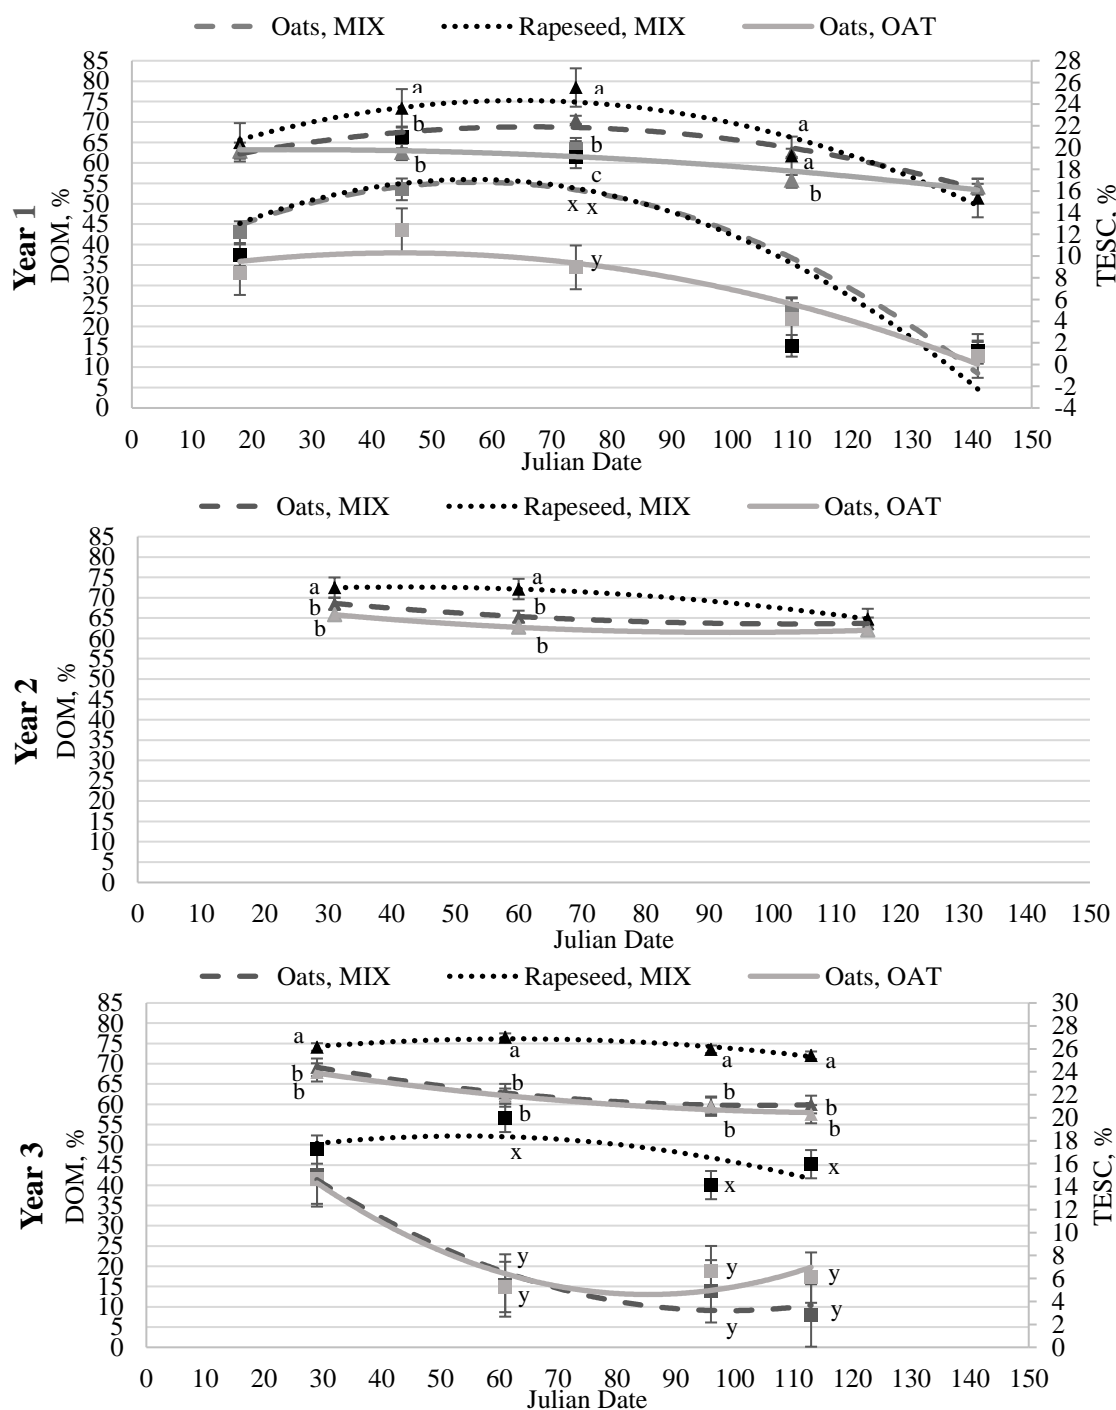 Oats, MIX Rapeseed, MIX Oats, OAT
Year 1
DOM, %
85
80
75
70
65
60
55
50
45
40
35
30
25
20
15
10
5
0
a
b
b
a
b
c
x x
y
a
a
b
28
26
24
22
20
18
16
14
12
10
8
6
4
2
0
-2
-4
TESC, %
0 20 30 40 50 60 70 80 90 100 110 120 130 140 150
Julian Date
Oats, MIX Rapeseed, MIX Oats, OAT
Year 2
DOM, %
85
80
75
70
65
60
55
50
45
40
35
30
25
20
15
10
5
0
a
b
b
a
b
b
0 10 20 30 40 50 60 70 80 90 100 110 120 130 140 150
Julian Date
Oats, MIX Rapeseed, MIX Oats, OAT
Year 3
DOM, %
85
80
75
70
65
60
55
50
45
40
35
30
25
20
15
10
5
0
a
b
b
a
b
b
x
y
y
a
b
b
x
y
y
a
b
b
x
y
y
30
28
26
24
22
20
18
16
14
12
10
8
6
4
2
0
TESC, %
0 10 20 30 40 50 60 70 80 90 100 110 120 130 140 150
Julian Date